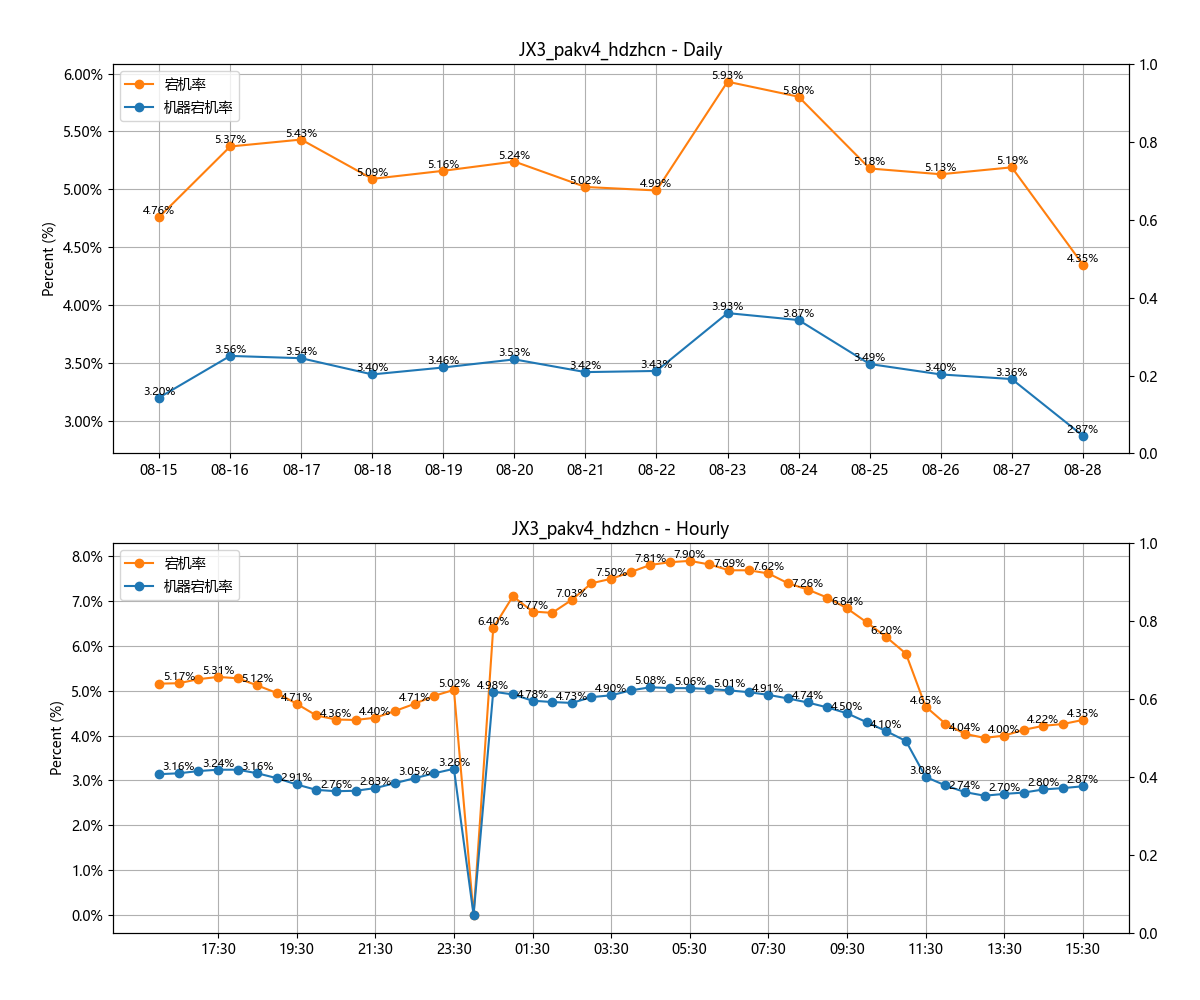 JX3_pakv4_hdzhcn - Daily
宕机率
机器宕机率
Percent (%)
6.00%
5.50%
5.00%
4.50%
4.00%
3.50%
3.00%
1.0
0.8
0.6
0.4
0.2
0.0
4.76% 5.37% 5.43% 5.09% 5.16% 5.24% 5.02% 4.99% 5.93% 5.80% 5.18% 5.13% 5.19% 4.35%
3.20% 3.56% 3.54% 3.40% 3.46% 3.53% 3.42% 3.43% 3.93% 3.87% 3.49% 3.40% 3.36% 2.87%
08-15 08-16 08-17 08-18 08-19 08-20 08-21 08-22 08-23 08-24 08-25 08-26 08-27 08-28
JX3_pakv4_hdzhcn - Hourly
宕机率
机器宕机率
Percent (%)
8.0%
7.0%
6.0%
5.0%
4.0%
3.0%
2.0%
1.0%
0.0%
1.0
0.8
0.6
0.4
0.2
0.0
5.17% 5.31% 5.12% 4.71% 4.36% 4.40% 4.71% 5.02% 6.40% 6.77% 7.03% 7.50% 7.81% 7.90% 7.69% 7.62% 7.26% 6.84% 6.20% 4.65% 4.04% 4.00% 4.22% 4.35%
3.16% 3.24% 3.16% 2.91% 2.76% 2.83% 3.05% 3.26% 4.98% 4.78% 4.73% 4.90% 5.08% 5.06% 5.01% 4.91% 4.74% 4.50% 4.10% 3.08% 2.74% 2.70% 2.80% 2.87%
17:30 19:30 21:30 23:30 01:30 03:30 05:30 07:30 09:30 11:30 13:30 15:30